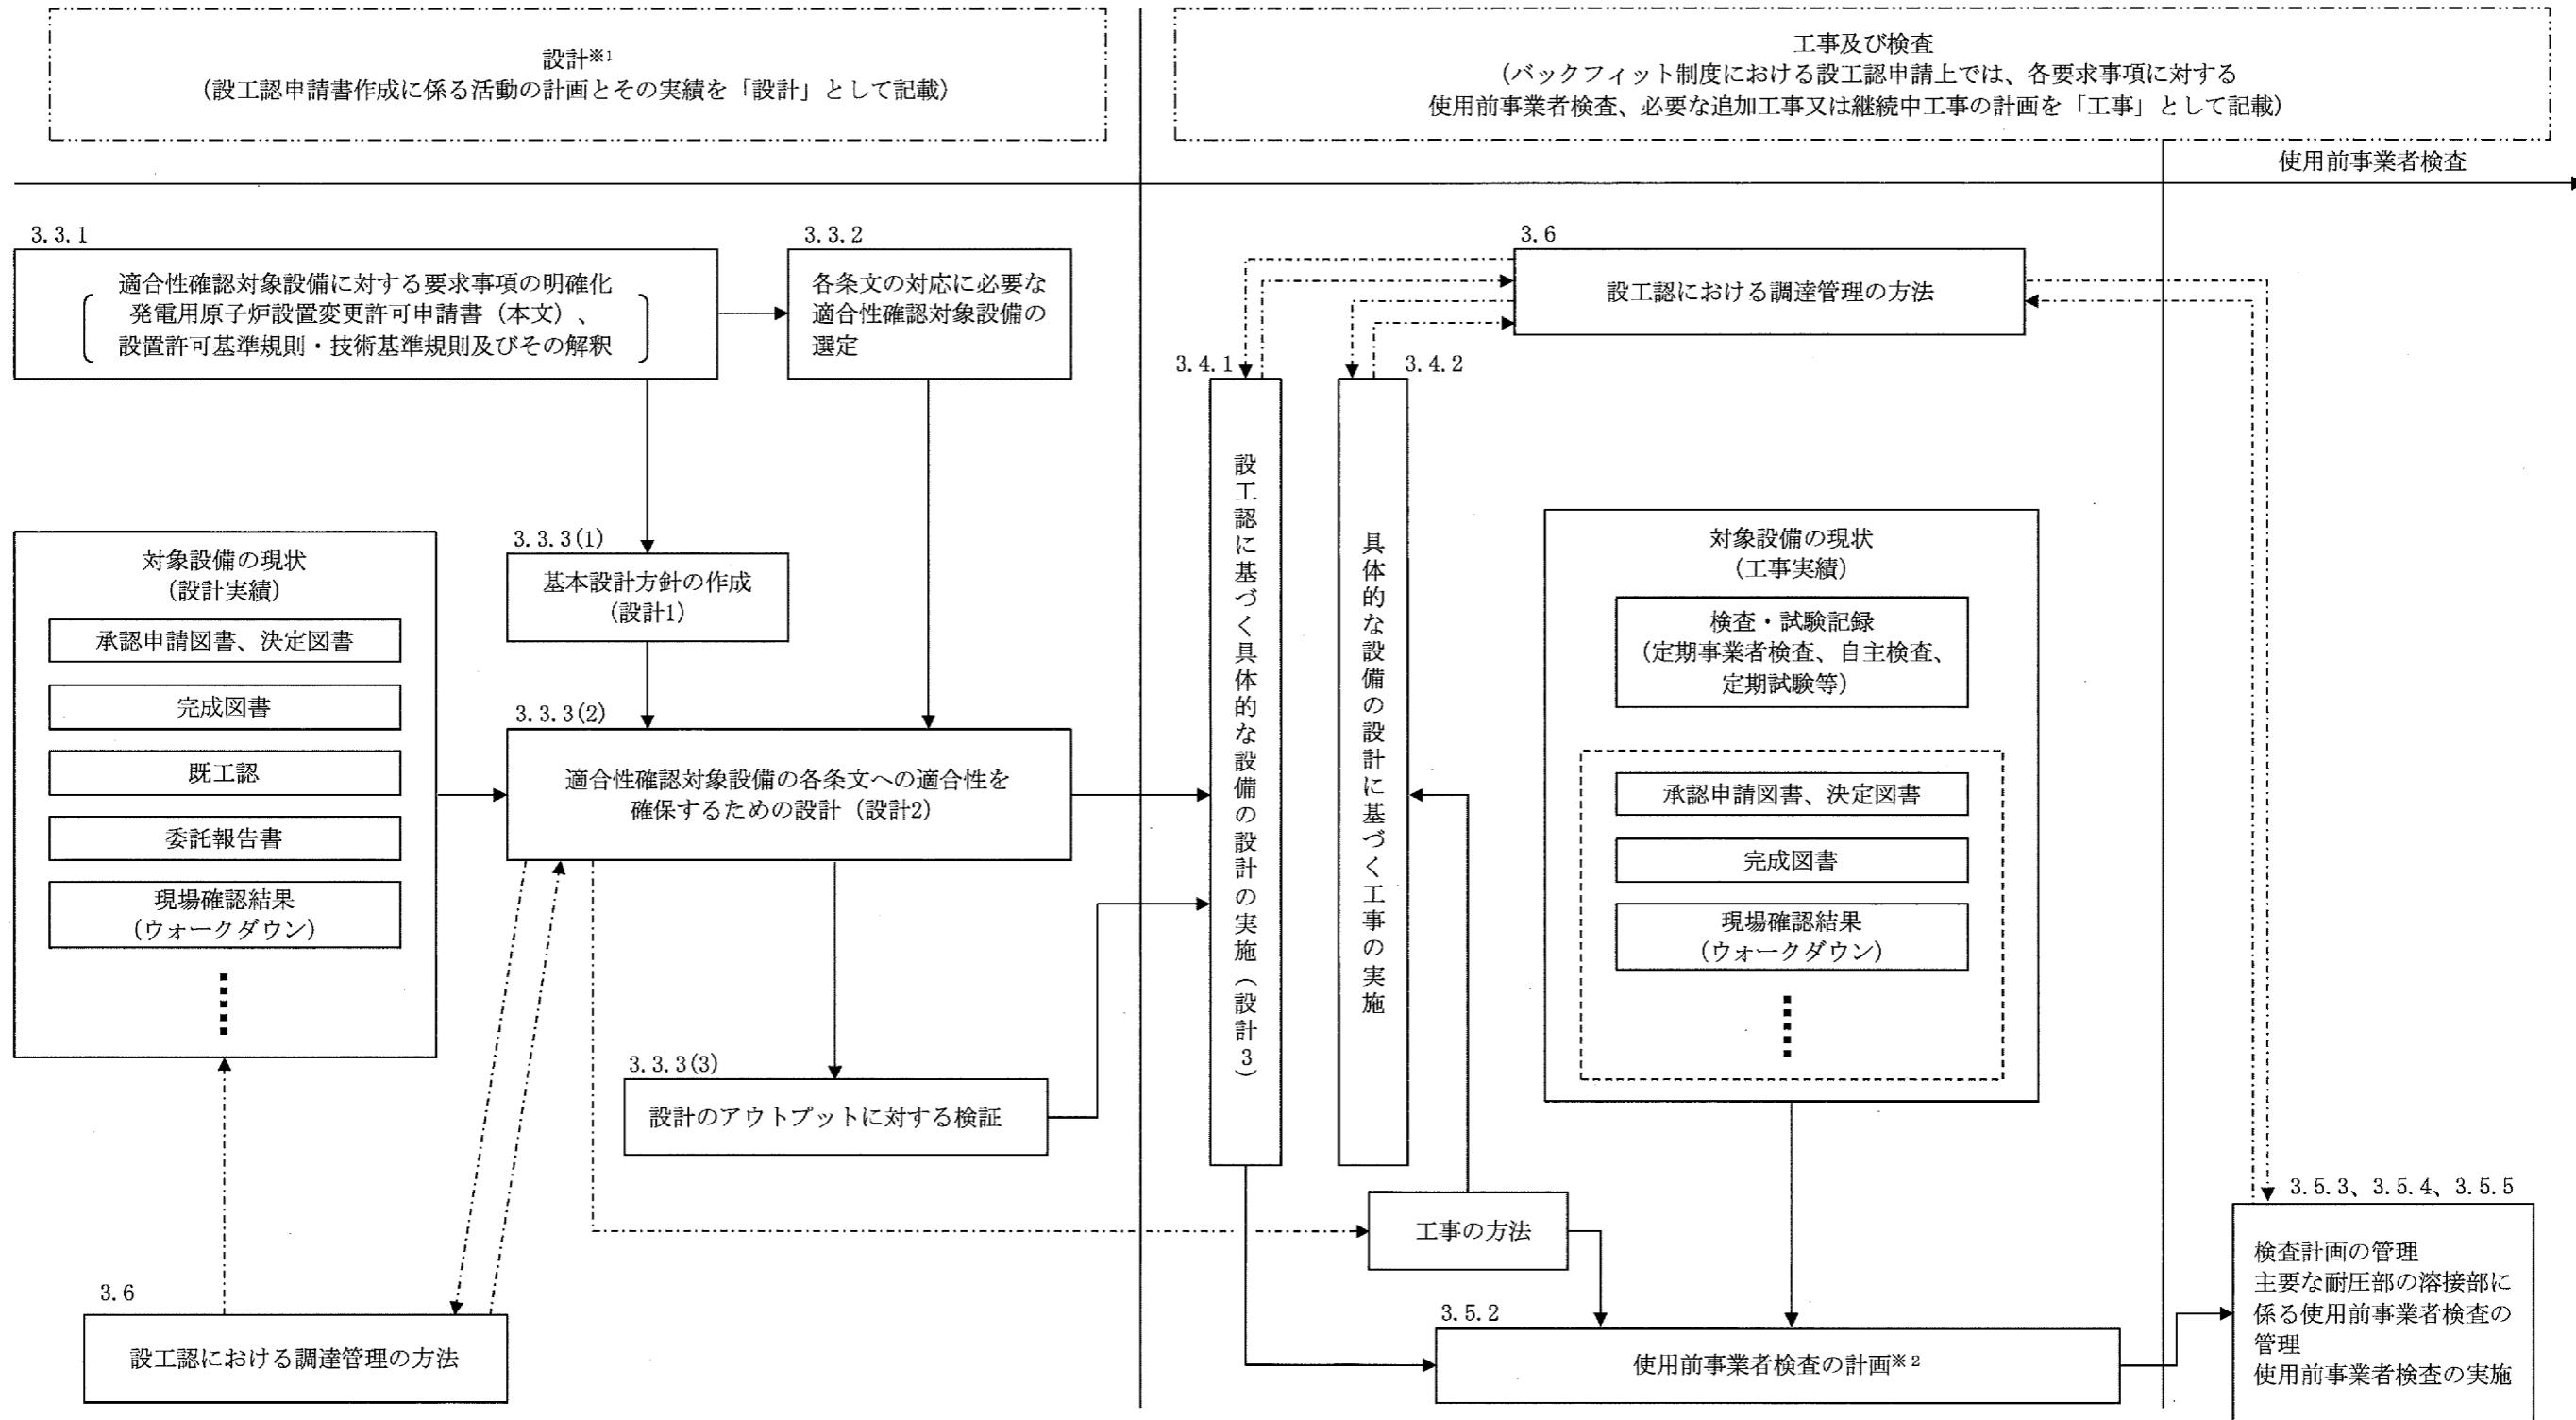 設計※1
(設工認申請書作成に係る活動の計画とその実績を「設計」として記載)
工事及び検査
(バックフィット制度における設工認申請上では、各要求事項に対する
使用前事業者検査、必要な追加工事又は継続中工事の計画を「工事」として記載)
使用前事業者検査
3.3.1
適合性確認対象設備に対する要求事項の明確化
発電用原子炉設置変更許可申請書(本文)、
設置許可基準規則・技術基準規則及びその解釈
3.3.2
各条文の対応に必要な
適合性確認対象設備の
選定
対象設備の現状
(設計実績)
承認申請図書、決定図書
完成図書
既工認
委託報告書
現場確認結果
(ウォークダウン)
3.3.3(1)
基本設計方針の作成
(設計1)
3.3.3(2)
適合性確認対象設備の各条文への適合性を
確保するための設計(設計2)
3.3.3(3)
設計のアウトプットに対する検証
3.6
設工認における調達管理の方法
3.6
設工認における調達管理の方法
3.4.1
設工認に基づく具体的な設備の設計の実施(設計3)
3.4.2
具体的な設備の設計に基づく工事の実施
対象設備の現状
(工事実績)
検査・試験記録
(定期事業者検査、自主検査、
定期試験等)
承認申請図書、決定図書
完成図書
現場確認結果
(ウォークダウン)
工事の方法
3.5.2
使用前事業者検査の計画※2
3.5.3、3.5.4、3.5.5
検査計画の管理
主要な耐圧部の溶接部に
係る使用前事業者検査の
管理
使用前事業者検査の実施